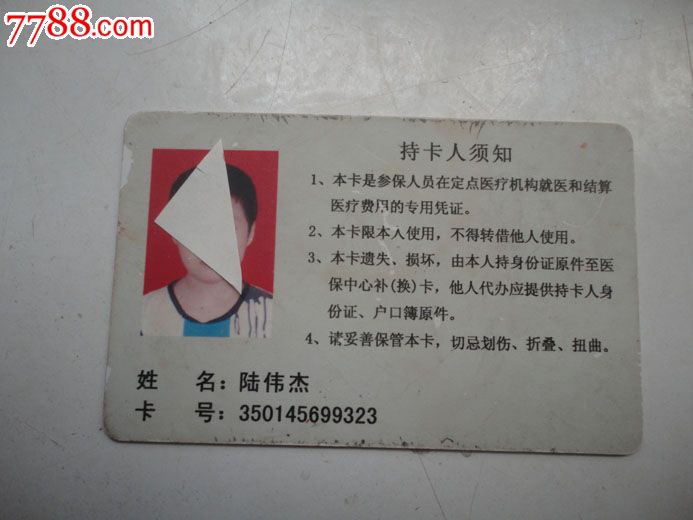 7788.com
持卡人须知
1、本卡是参保人员在定点医疗机构就医和结算
医疗费用的专用凭证。
2、本卡限本人使用，不得转借他人使用。
3、本卡遗失、损坏，由本人持身份证原件至医
保中心补(换)卡，他人代办应提供持卡人身
份证、户口簿原件。
4、请妥善保管本卡，切忌划伤、折叠、扭曲。
姓 名：陆伟杰
卡 号：350145699323